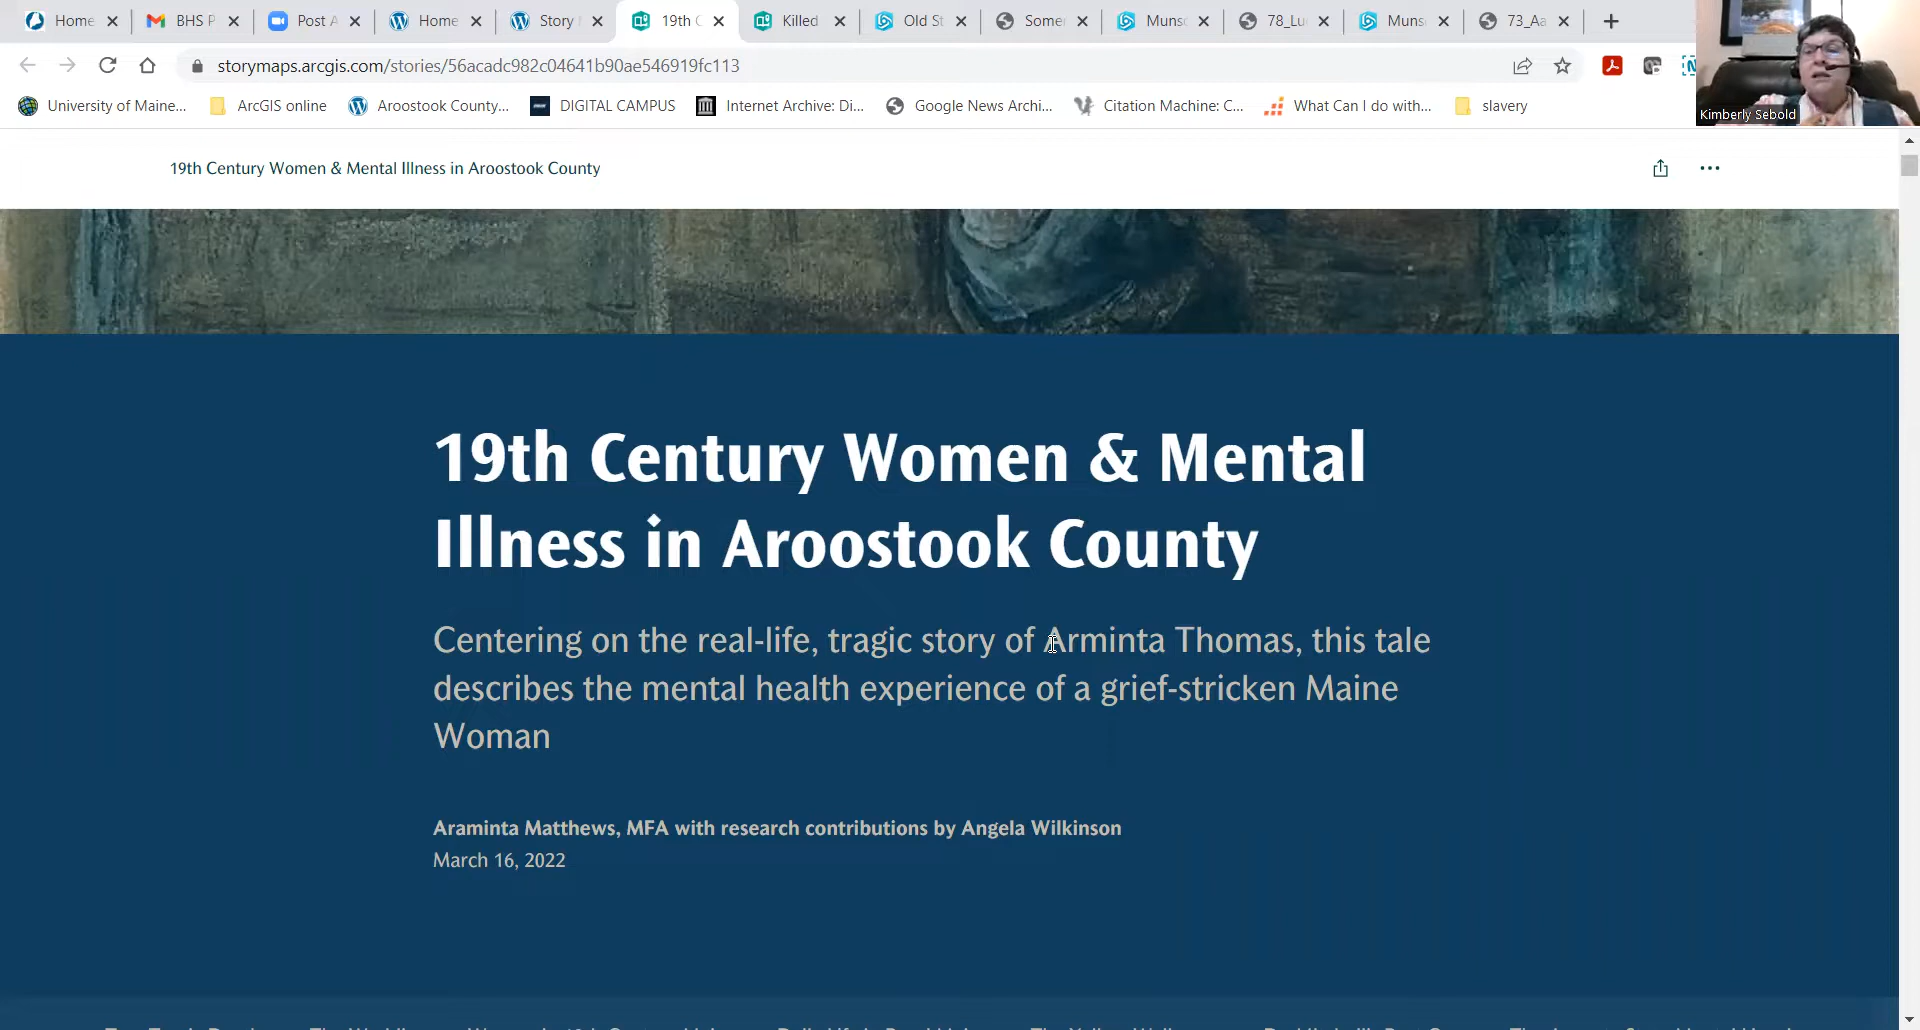 Home
BHS P
Post A
Home
Story
19th C
Killed
Old St
Some
Munso
78_Lu
Muns
73_Aa
storymaps.arcgis.com/stories/56acadc982c04641b90ae546919fc113
University of Maine...
ArcGIS online
Aroostook County...
DIGITAL CAMPUS
Internet Archive: Di...
Google News Archi...
Citation Machine: C...
What Can I do with...
slavery
Kimberly Sebold
19th Century Women & Mental Illness in Aroostook County
19th Century Women & Mental
Illness in Aroostook County
Centering on the real-life, tragic story of Arminta Thomas, this tale
describes the mental health experience of a grief-stricken Maine
Woman
Araminta Matthews, MFA with research contributions by Angela Wilkinson
March 16, 2022